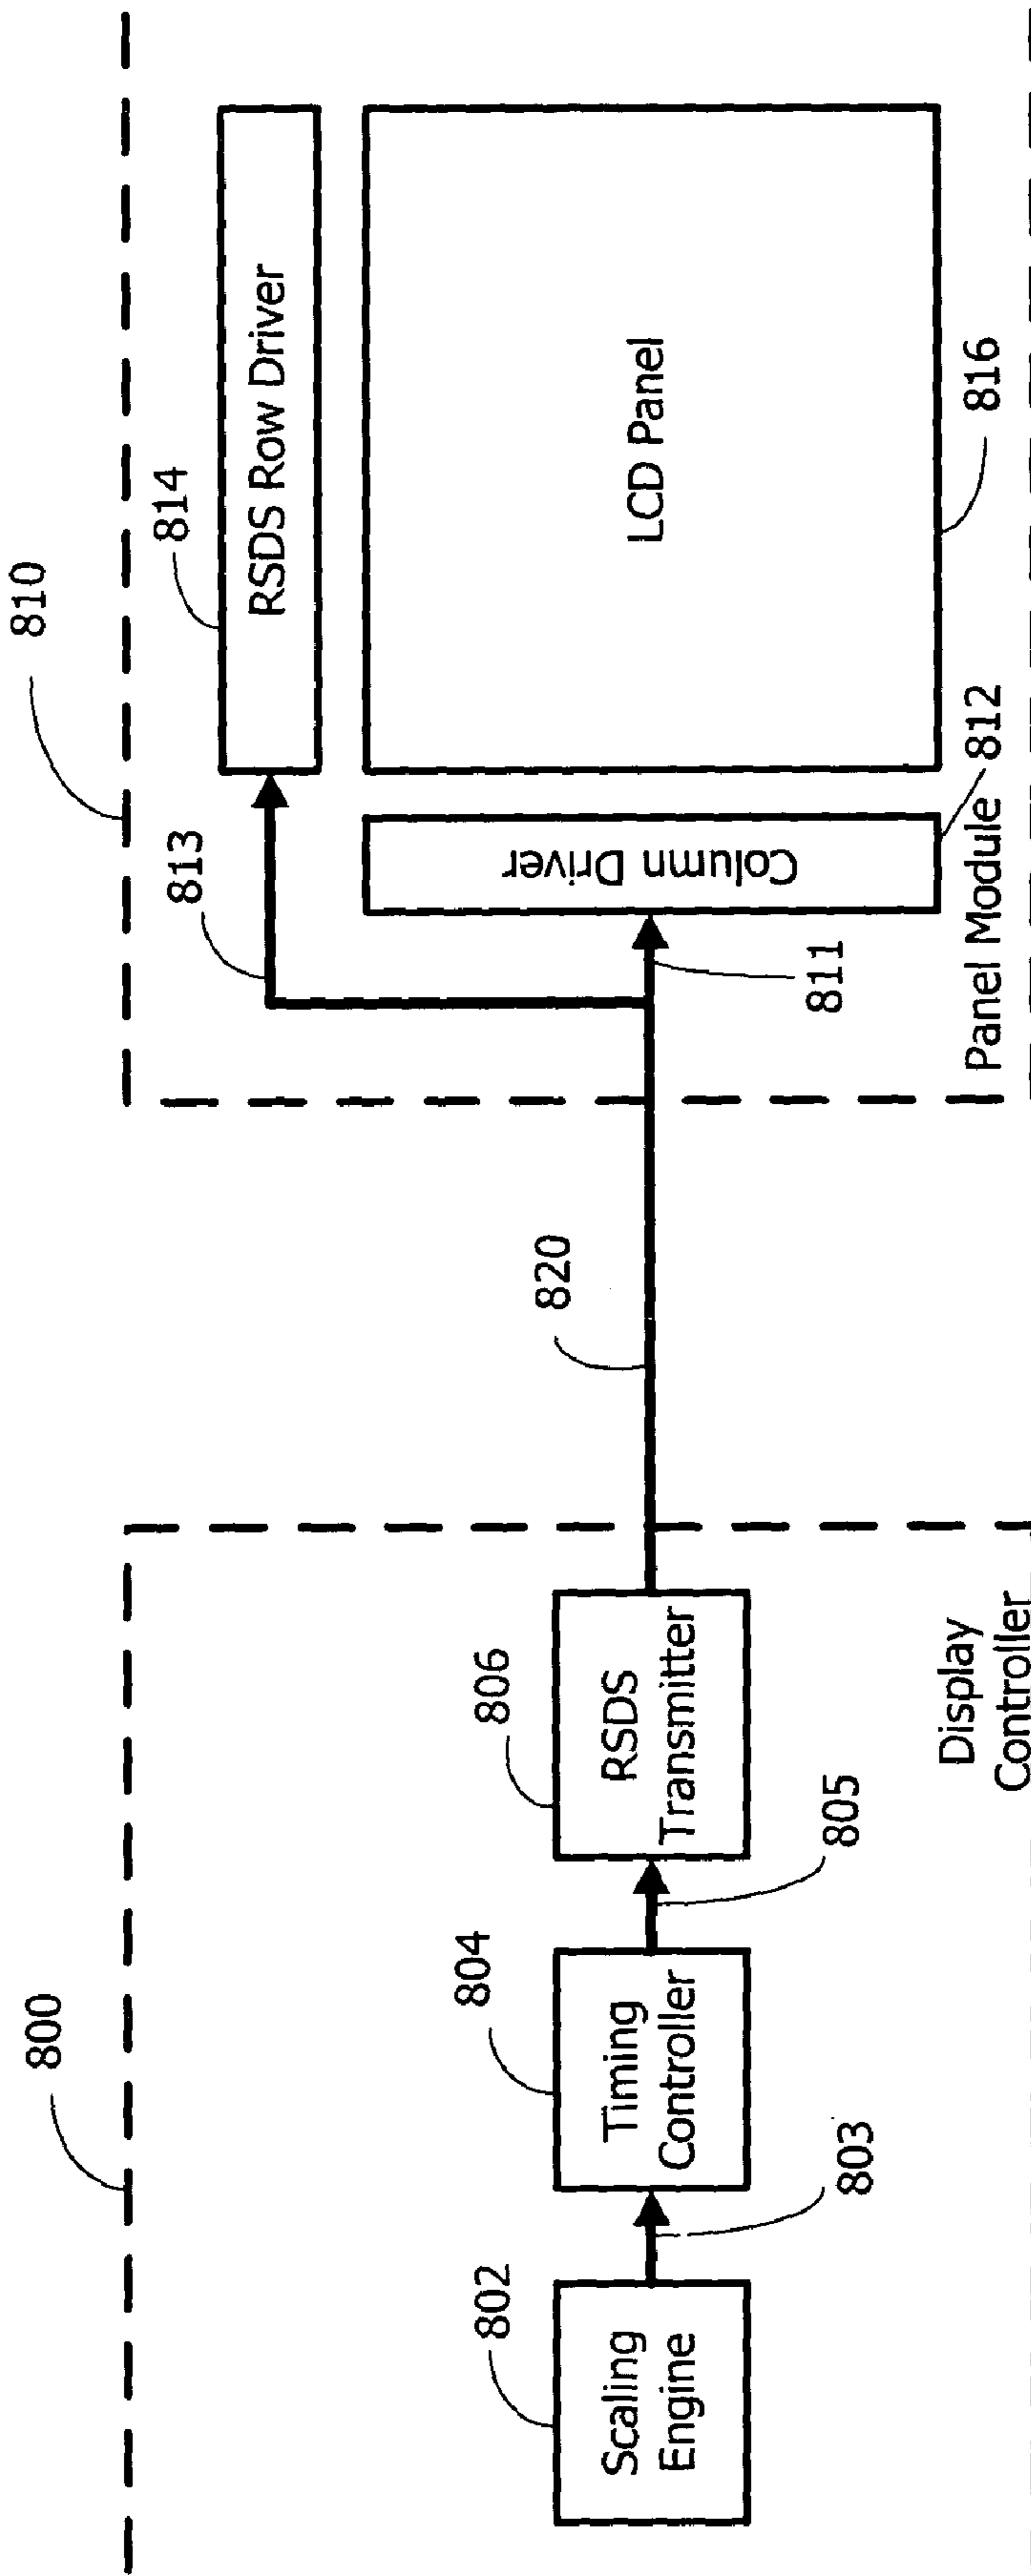 800
802
Scaling
Engine
803
804
Timing
Controller
805
806
RSDS
Transmitter
Display
Controller
820
810
813
814
RSDS Row Driver
811
Column Driver
812
LCD Panel
816
Panel Module